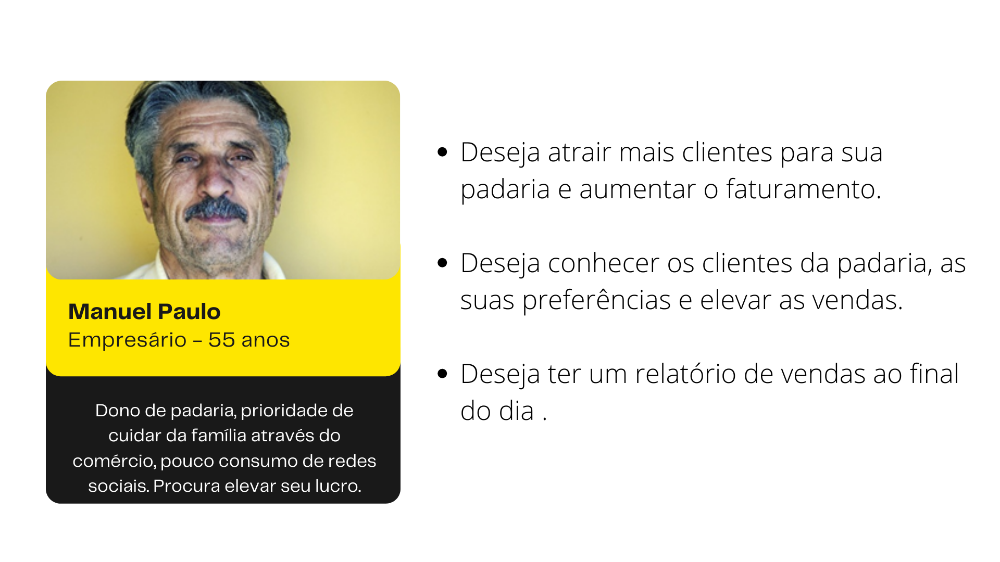 Manuel Paulo
Empresário - 55 anos
Dono de padaria, prioridade de
cuidar da família através do
comércio, pouco consumo de redes
sociais. Procura elevar seu lucro.
• Deseja atrair mais clientes para sua
padaria e aumentar o faturamento.
• Deseja conhecer os clientes da padaria, as
suas preferências e elevar as vendas.
• Deseja ter um relatório de vendas ao final
do dia .